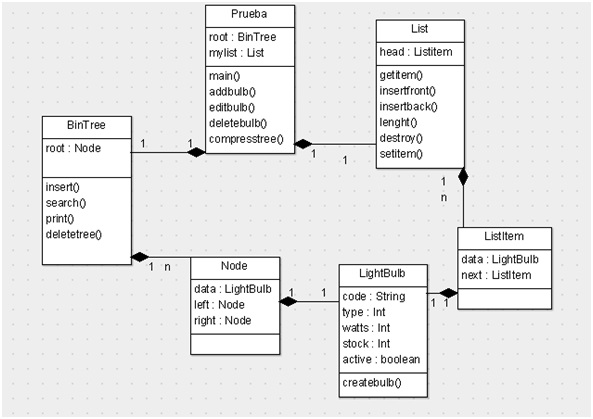 Prueba
root : BinTree
mylist : List
main()
addbulb()
editbulb()
deletebulb()
compresstree()
List
head : ListItem
getitem()
insertfront()
insertback()
lenght()
destroy()
setitem()
BinTree
root : Node
insert()
search()
print()
deletetree()
1
1
1
1
1
n
ListItem
data : LightBulb
next : ListItem
1
n
Node
data : LightBulb
left : Node
right : Node
1
1
LightBulb
code : String
type : Int
watts : Int
stock : Int
active : boolean
createbulb()
1
1